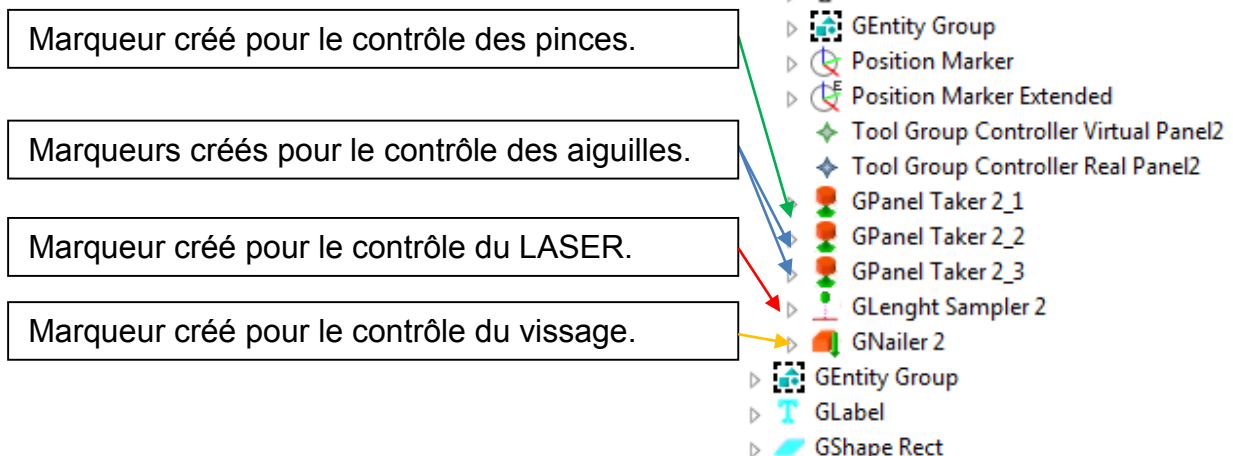 Marqueur créé pour le contrôle des pinces.
Marqueurs créés pour le contrôle des aiguilles.
Marqueur créé pour le contrôle du LASER.
Marqueur créé pour le contrôle du vissage.
GEntity Group
Position Marker
E
Position Marker Extended
Tool Group Controller Virtual Panel2
Tool Group Controller Real Panel2
GPanel Taker 2_1
GPanel Taker 2_2
GPanel Taker 2_3
GLenght Sampler 2
GNailer 2
GEntity Group
T
GLabel
GShape Rect